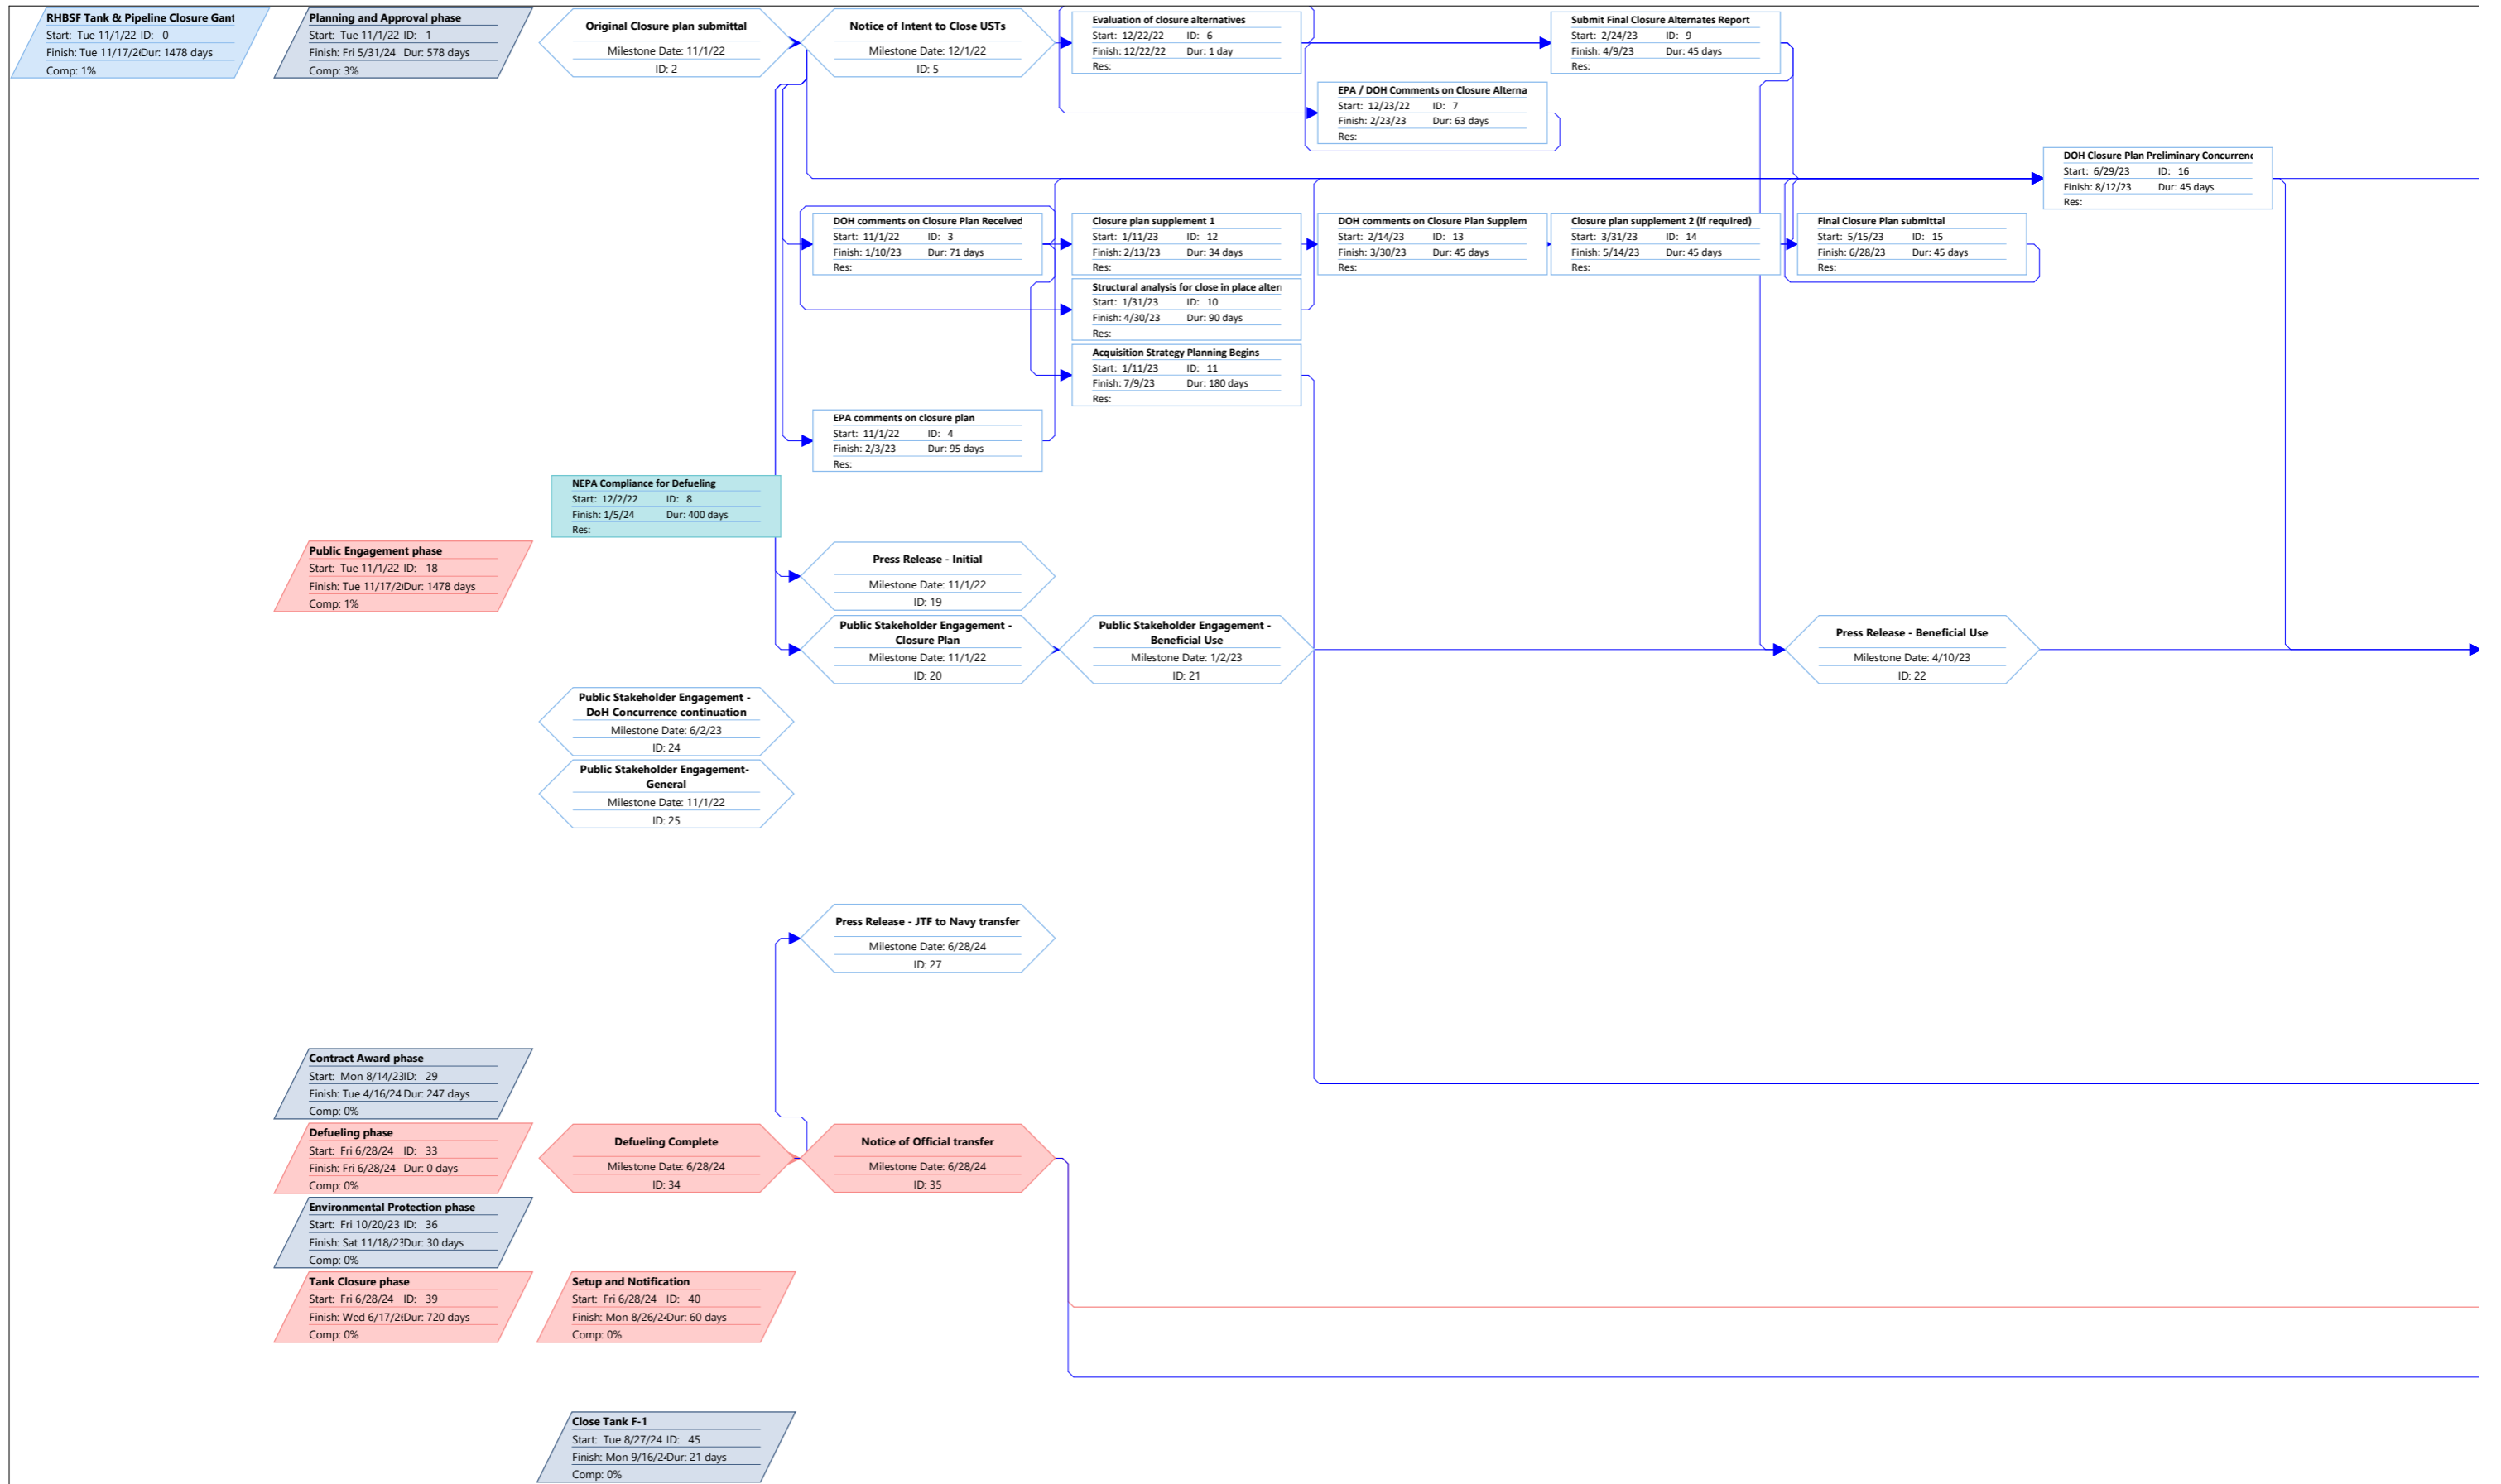 RHBSF Tank & Pipeline Closure Gant
Start: Tue 11/1/22 ID: 0
Finish: Tue 11/17/2 Dur: 1478 days
Comp: 1%
Planning and Approval phase
Start: Tue 11/1/22 ID: 1
Finish: Fri 5/31/24 Dur: 578 days
Comp: 3%
Original Closure plan submittal
Milestone Date: 11/1/22
ID: 2
Notice of Intent to Close USTs
Milestone Date: 12/1/22
ID: 5
Evaluation of closure alternatives
Start: 12/22/22 ID: 6
Finish: 12/22/22 Dur: 1 day
Res:
Submit Final Closure Alternates Report
Start: 2/24/23 ID: 9
Finish: 4/9/23 Dur: 45 days
Res:
EPA / DOH Comments on Closure Alterna
Start: 12/23/22 ID: 7
Finish: 2/23/23 Dur: 63 days
Res:
DOH Closure Plan Preliminary Concurrenc
Start: 6/29/23 ID: 16
Finish: 8/12/23 Dur: 45 days
Res:
DOH comments on Closure Plan Received
Start: 11/1/22 ID: 3
Finish: 1/10/23 Dur: 71 days
Res:
Closure plan supplement 1
Start: 1/11/23 ID: 12
Finish: 2/13/23 Dur: 34 days
Res:
DOH comments on Closure Plan Supplem
Start: 2/14/23 ID: 13
Finish: 3/30/23 Dur: 45 days
Res:
Closure plan supplement 2 (if required)
Start: 3/31/23 ID: 14
Finish: 5/14/23 Dur: 45 days
Res:
Final Closure Plan submittal
Start: 5/15/23 ID: 15
Finish: 6/28/23 Dur: 45 days
Res:
Structural analysis for close in place alter
Start: 1/31/23 ID: 10
Finish: 4/30/23 Dur: 90 days
Res:
Acquisition Strategy Planning Begins
Start: 1/11/23 ID: 11
Finish: 7/9/23 Dur: 180 days
Res:
EPA comments on closure plan
Start: 11/1/22 ID: 4
Finish: 2/3/23 Dur: 95 days
Res:
NEPA Compliance for Defueling
Start: 12/2/22 ID: 8
Finish: 1/5/24 Dur: 400 days
Res:
Public Engagement phase
Start: Tue 11/1/22 ID: 18
Finish: Tue 11/17/2 Dur: 1478 days
Comp: 1%
Press Release - Initial
Milestone Date: 11/1/22
ID: 19
Public Stakeholder Engagement -
Closure Plan
Milestone Date: 11/1/22
ID: 20
Public Stakeholder Engagement -
Beneficial Use
Milestone Date: 1/2/23
ID: 21
Press Release - Beneficial Use
Milestone Date: 4/10/23
ID: 22
Public Stakeholder Engagement -
DoH Concurrence continuation
Milestone Date: 6/2/23
ID: 24
Public Stakeholder Engagement-
General
Milestone Date: 11/1/22
ID: 25
Press Release - JTF to Navy transfer
Milestone Date: 6/28/24
ID: 27
Contract Award phase
Start: Mon 8/14/23 ID: 29
Finish: Tue 4/16/24 Dur: 247 days
Comp: 0%
Defueling phase
Start: Fri 6/28/24 ID: 33
Finish: Fri 6/28/24 Dur: 0 days
Comp: 0%
Defueling Complete
Milestone Date: 6/28/24
ID: 34
Notice of Official transfer
Milestone Date: 6/28/24
ID: 35
Environmental Protection phase
Start: Fri 10/20/23 ID: 36
Finish: Sat 11/18/23 Dur: 30 days
Comp: 0%
Tank Closure phase
Start: Fri 6/28/24 ID: 39
Finish: Wed 6/17/2 Dur: 720 days
Comp: 0%
Setup and Notification
Start: Fri 6/28/24 ID: 40
Finish: Mon 8/26/24 Dur: 60 days
Comp: 0%
Close Tank F-1
Start: Tue 8/27/24 ID: 45
Finish: Mon 9/16/24 Dur: 21 days
Comp: 0%